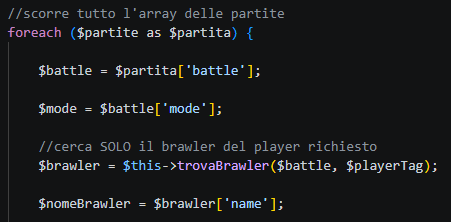 //scorre tutto l'array delle partite
foreach ($partite as $partita) {
$battle = $partita['battle'];
$mode = $battle['mode'];
//cerca SOLO il brawler del player richiesto
$brawler = $this->trovaBrawler($battle, $playerTag);
$nomeBrawler = $brawler['name'];